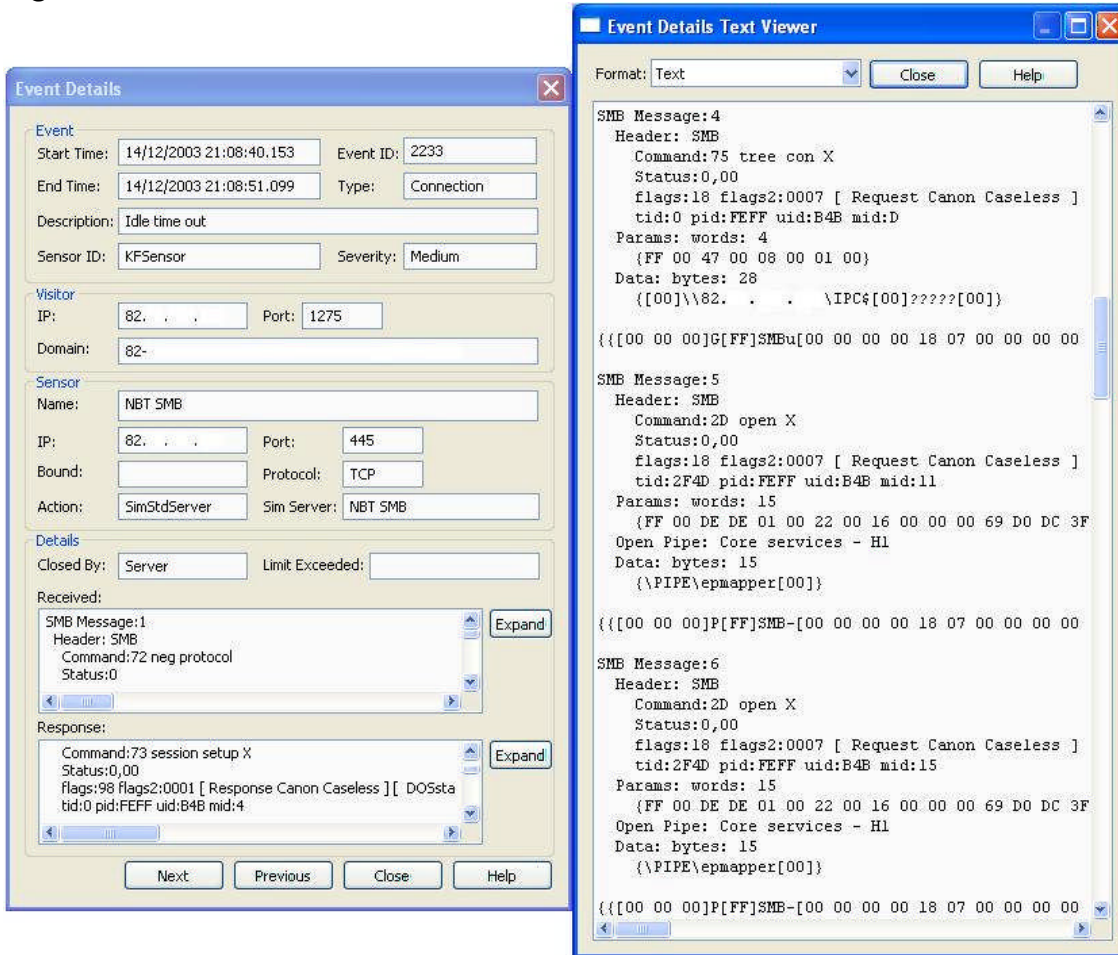 Event Details
Event
Start Time: 14/12/2003 21:08:40.153 Event ID: 2233
End Time: 14/12/2003 21:08:51.099 Type: Connection
Description: Idle time out
Sensor ID: KFSensor Severity: Medium
Visitor
IP: 82. . . Port: 1275
Domain: 82-
Sensor
Name: NBT SMB
IP: 82. . . Port: 445
Bound: Protocol: TCP
Action: SimStdServer Sim Server: NBT SMB
Details
Closed By: Server Limit Exceeded:
Received:
SMB Message:1
Header: SMB
Command:72 neg protocol
Status:0
Expand
Response:
Command:73 session setup X
Status:0,00
flags:98 flags2:0001 [ Response Canon Caseless ] [ DOSsta
tid:0 pid:FEFF uid:B4B mid:4
Expand
Next Previous Close Help
Event Details Text Viewer
Format: Text Close Help
SMB Message:4
Header: SMB
Command:75 tree con X
Status:0,00
flags:18 flags2:0007 [ Request Canon Caseless ]
tid:0 pid:FEFF uid:B4B mid:D
Params: words: 4
{FF 00 47 00 08 00 01 00}
Data: bytes: 28
{[00]\\82. . . \IPC$[00]?????[00]}
{{[00 00 00]G[FF]SMBu[00 00 00 00 18 07 00 00 00 00
SMB Message:5
Header: SMB
Command:2D open X
Status:0,00
flags:18 flags2:0007 [ Request Canon Caseless ]
tid:2F4D pid:FEFF uid:B4B mid:11
Params: words: 15
{FF 00 DE DE 01 00 22 00 16 00 00 00 69 D0 DC 3F
Open Pipe: Core services - H1
Data: bytes: 15
{\PIPE\epmapper[00]}
{{[00 00 00]P[FF]SMB-[00 00 00 00 18 07 00 00 00 00
SMB Message:6
Header: SMB
Command:2D open X
Status:0,00
flags:18 flags2:0007 [ Request Canon Caseless ]
tid:2F4D pid:FEFF uid:B4B mid:15
Params: words: 15
{FF 00 DE DE 01 00 22 00 16 00 00 00 69 D0 DC 3F
Open Pipe: Core services - H1
Data: bytes: 15
{\PIPE\epmapper[00]}
{{[00 00 00]P[FF]SMB-[00 00 00 00 18 07 00 00 00 00